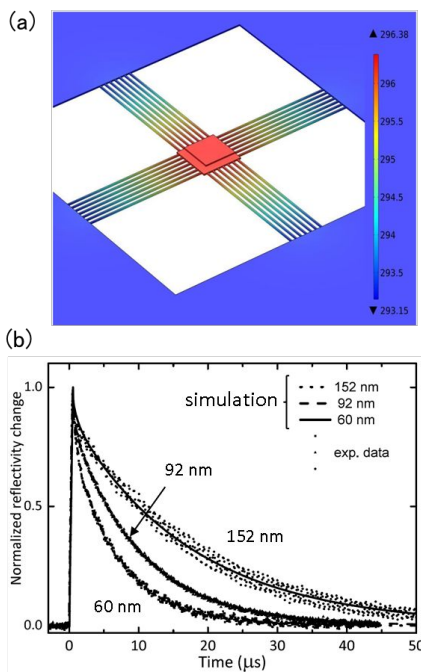 (a)
296.38
296
295.5
295
294.5
294
293.5
293.15
(b)
Normalized reflectivity change
1.0
0.5
0.0
simulation
152 nm
92 nm
60 nm
exp. data
92 nm
152 nm
60 nm
0 10 20 30 40 50
Time (μs)